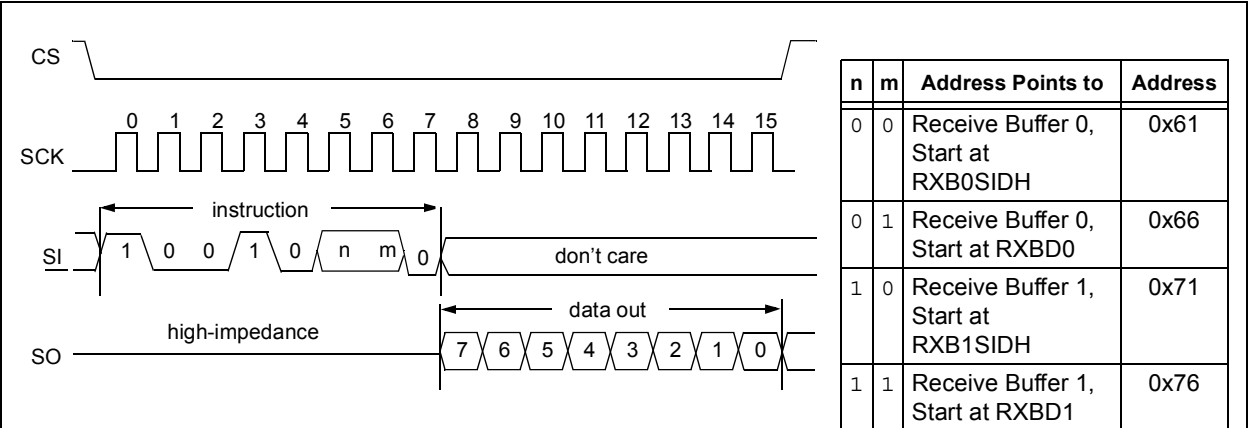 CS
0 1 2 3 4 5 6 7 8 9 10 11 12 13 14 15
SCK
instruction
SI 1 0 0 1 0 n m 0 don't care
data out
high-impedance
SO 7 6 5 4 3 2 1 0
n m Address Points to Address
0 0 Receive Buffer 0, 0x61
Start at
RXB0SIDH
0 1 Receive Buffer 0, 0x66
Start at RXBD0
1 0 Receive Buffer 1, 0x71
Start at
RXB1SIDH
1 1 Receive Buffer 1, 0x76
Start at RXBD1